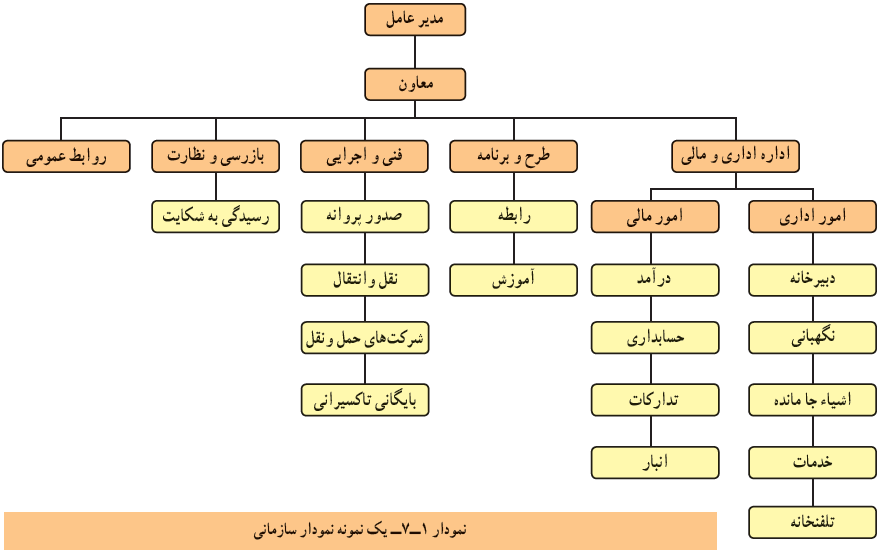 مدیر عامل
معاون
اداره اداری و مالی
طرح و برنامه
فنی و اجرایی
بازرسی و نظارت
روابط عمومی
امور اداری
امور مالی
رابطه
صدور پروانه
رسیدگی به شکایت
دبیرخانه
درآمد
آموزش
نقل و انتقال
نگهبانی
حسابداری
شرکت‌های حمل و نقل
اشیاء جا مانده
تدارکات
بایگانی تاکسیرانی
خدمات
انبار
تلفنخانه
نمودار ۱ــ۷ــ یک نمونه نمودار سازمانی